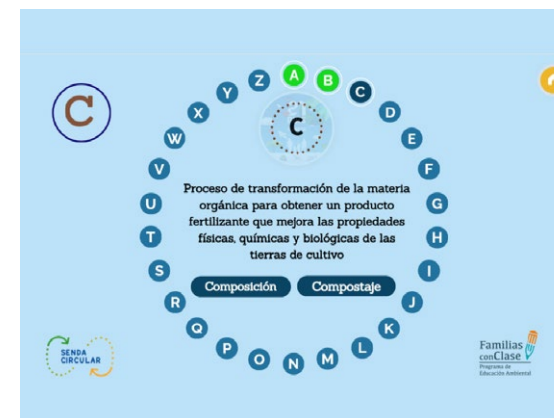 C
A
B
C
D
E
F
G
H
I
J
K
L
M
N
O
P
Q
R
S
T
U
V
W
X
Y
Z
C
Proceso de transformación de la materia
orgánica para obtener un producto
fertilizante que mejora las propiedades
físicas, químicas y biológicas de las
tierras de cultivo
Composición
Compostaje
SENDA
CIRCULAR
Familias
conClase
Programa de
Educación Ambiental